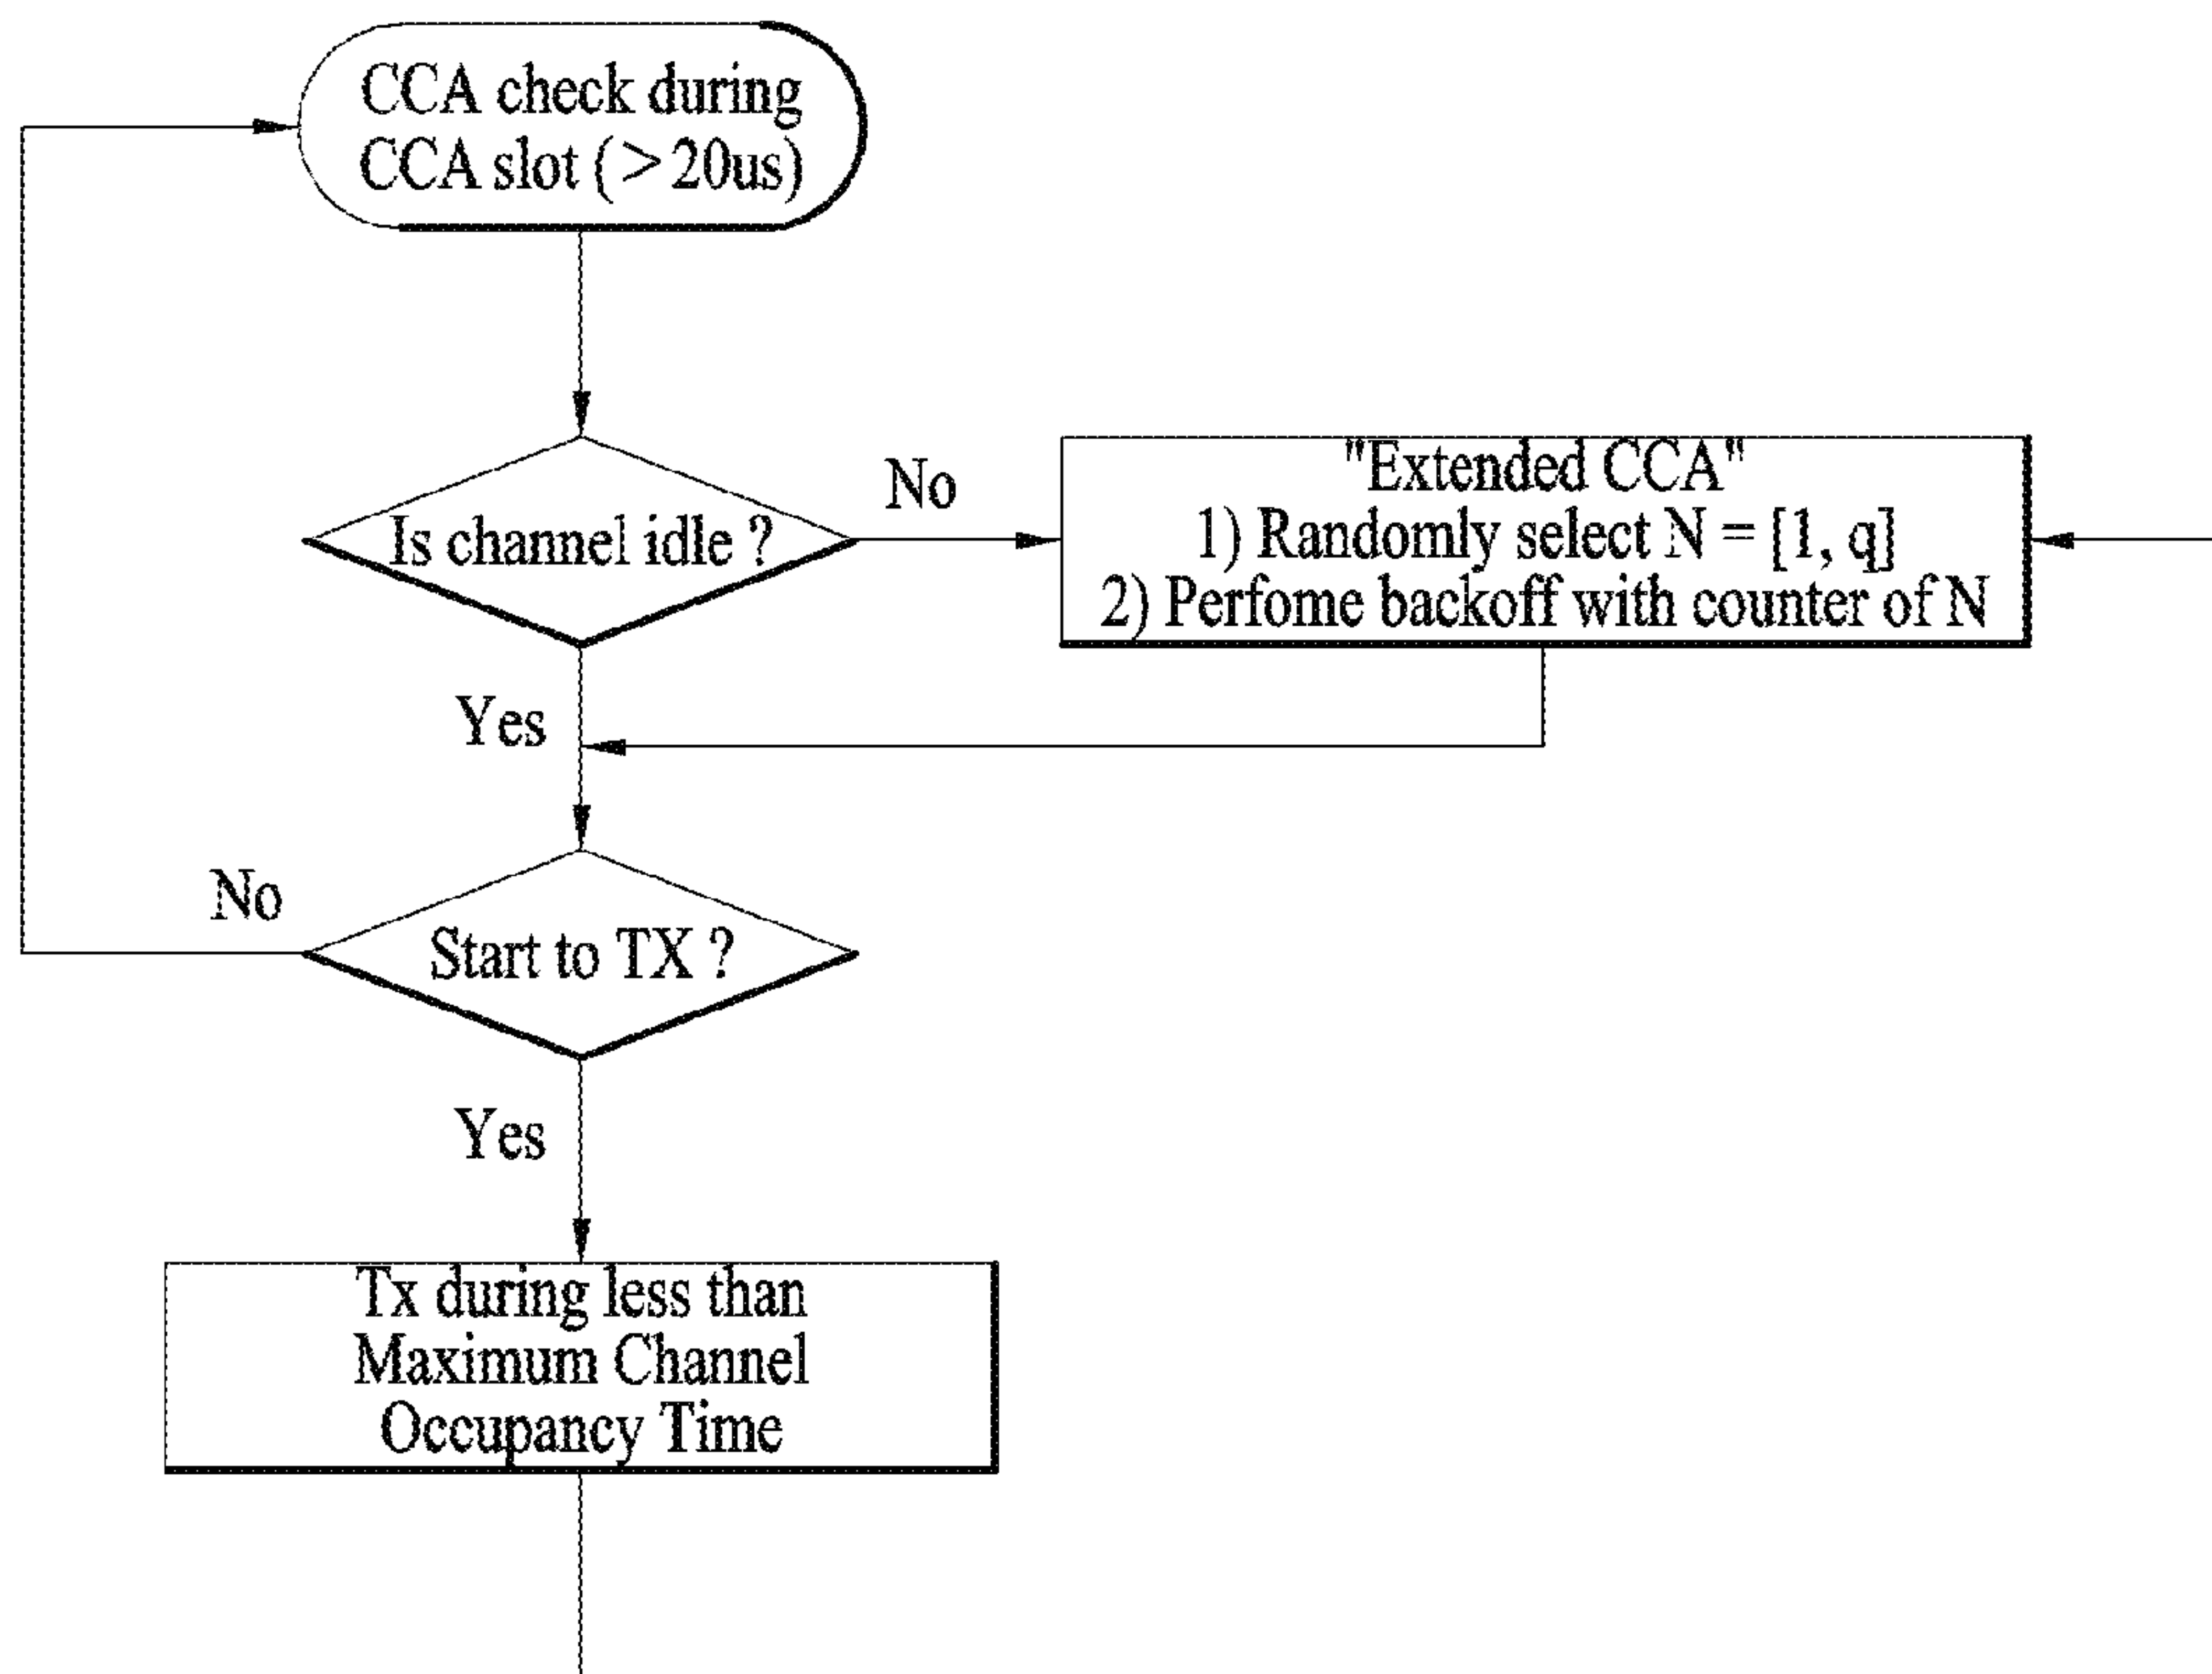 CCA check during
CCA slot (>20us)
Is channel idle ?
No
"Extended CCA"
1) Randomly select N = [1, q]
2) Perfome backoff with counter of N
Yes
No
Start to TX ?
Yes
Tx during less than
Maximum Channel
Occupancy Time